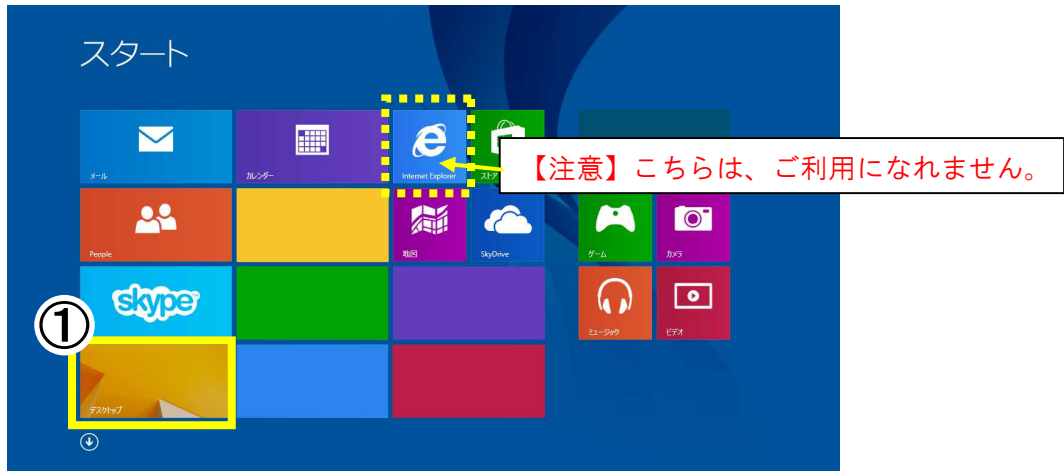 スタート
メール
カレンダー
Internet Explorer
ストア
【注意】こちらは、ご利用になれません。
People
地図
SkyDrive
ゲーム
カメラ
skype
ミュージック
ビデオ
①
デスクトップ